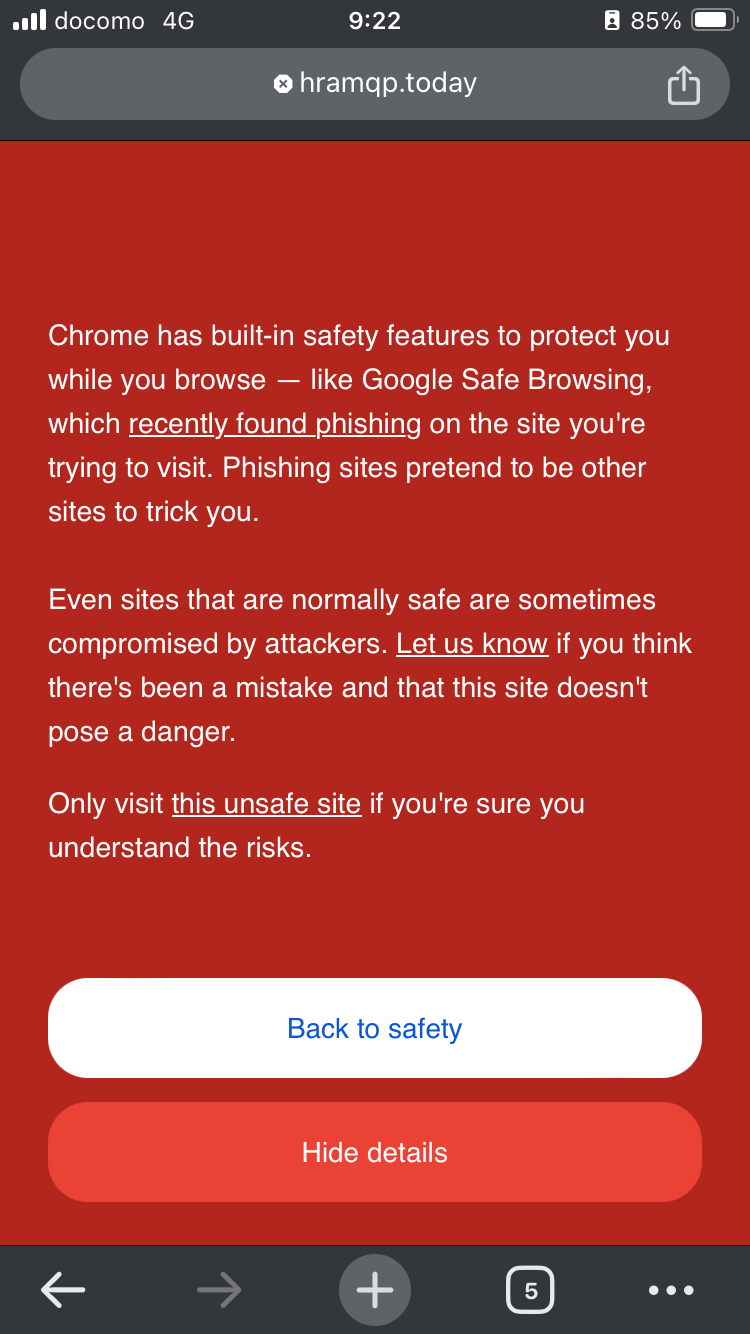 docomo 4G 9:22 85%
hramqp.today
Chrome has built-in safety features to protect you
while you browse — like Google Safe Browsing,
which recently found phishing on the site you're
trying to visit. Phishing sites pretend to be other
sites to trick you.
Even sites that are normally safe are sometimes
compromised by attackers. Let us know if you think
there's been a mistake and that this site doesn't
pose a danger.
Only visit this unsafe site if you're sure you
understand the risks.
Back to safety
Hide details
5